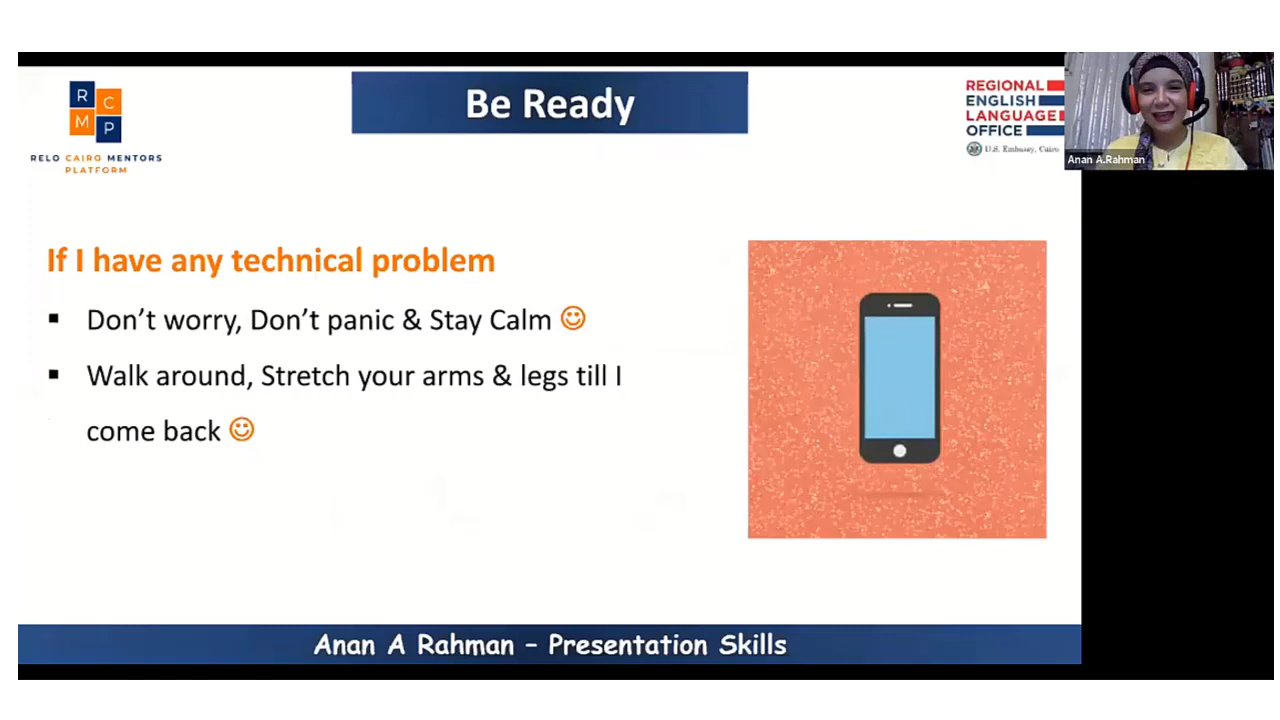 R
C
M
P
RELO CAIRO MENTORS
PLATFORM
Be Ready
REGIONAL
ENGLISH
LANGUAGE
OFFICE
U.S. Embassy, Cairo
Anan A.Rahman
If I have any technical problem
▪ Don’t worry, Don’t panic & Stay Calm ☺
▪ Walk around, Stretch your arms & legs till I
come back ☺
Anan A Rahman – Presentation Skills